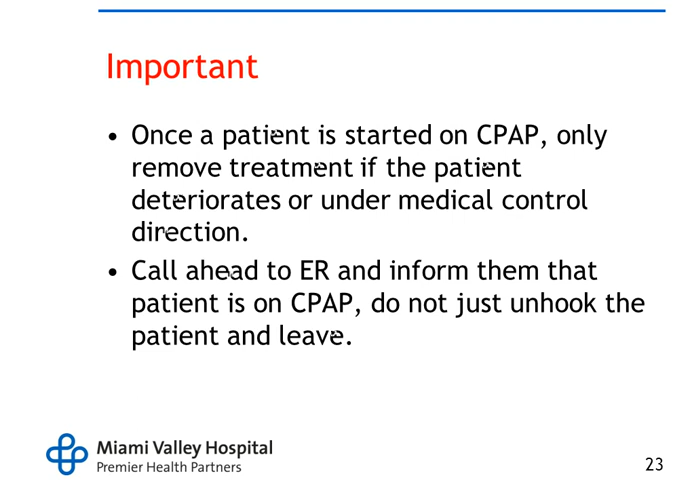 Important
• Once a patient is started on CPAP, only
remove treatment if the patient
deteriorates or under medical control
direction.
• Call ahead to ER and inform them that
patient is on CPAP, do not just unhook the
patient and leave.
Miami Valley Hospital
Premier Health Partners
23